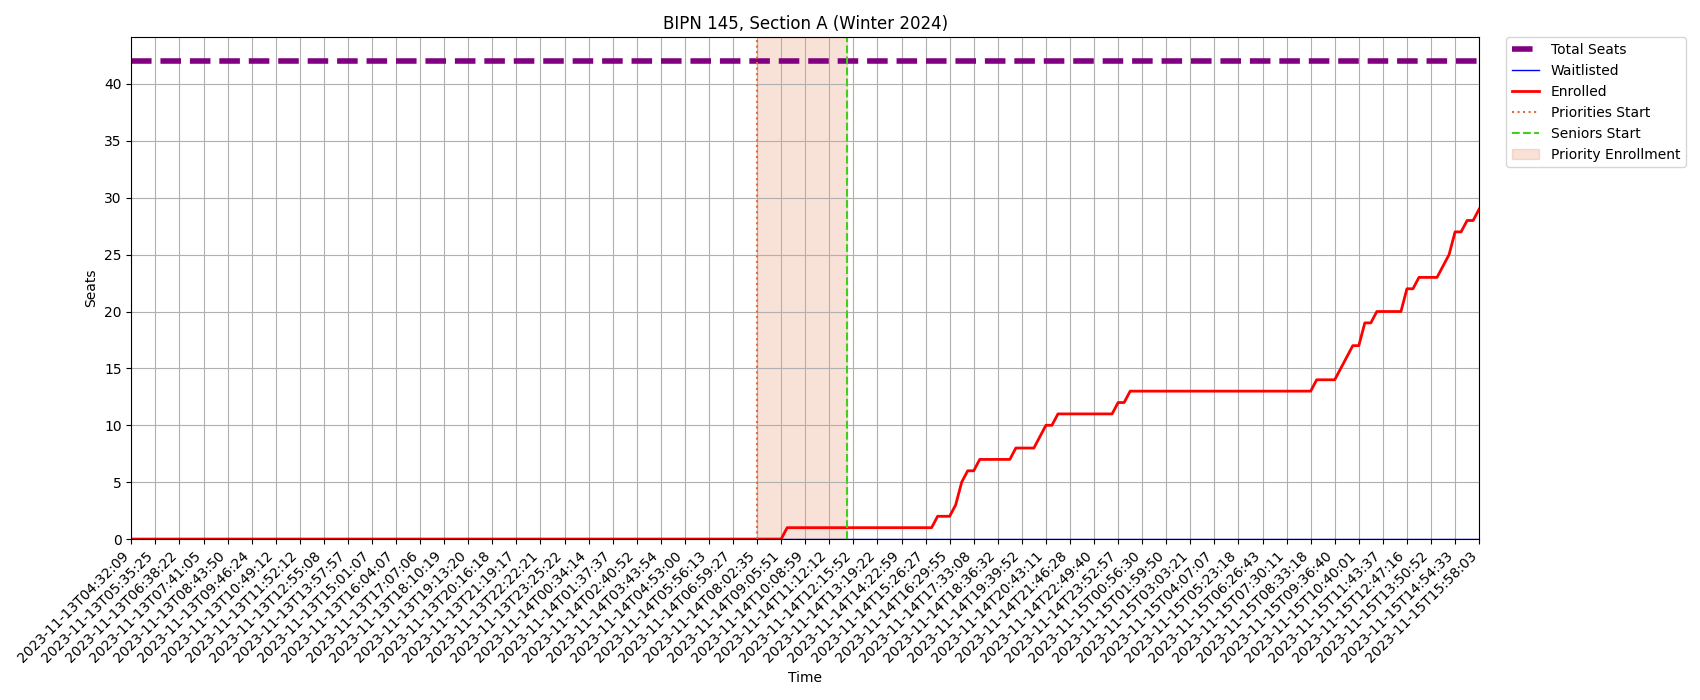 BIPN 145, Section A (Winter 2024)
Total Seats
Waitlisted
Enrolled
Priorities Start
Seniors Start
Priority Enrollment
Seats
40
35
30
25
20
15
10
5
0
2023-11-13T04:32:09
2023-11-13T05:35:25
2023-11-13T06:38:22
2023-11-13T07:41:05
2023-11-13T08:43:50
2023-11-13T09:46:24
2023-11-13T10:49:12
2023-11-13T11:52:12
2023-11-13T12:55:08
2023-11-13T13:57:57
2023-11-13T15:01:07
2023-11-13T16:04:07
2023-11-13T17:07:06
2023-11-13T18:10:19
2023-11-13T19:13:20
2023-11-13T20:16:18
2023-11-13T21:19:17
2023-11-13T22:22:21
2023-11-13T23:25:22
2023-11-14T00:34:14
2023-11-14T01:37:37
2023-11-14T02:40:52
2023-11-14T03:43:54
2023-11-14T04:53:00
2023-11-14T05:56:13
2023-11-14T06:59:27
2023-11-14T08:02:35
2023-11-14T09:05:51
2023-11-14T10:08:59
2023-11-14T11:12:12
2023-11-14T12:15:52
2023-11-14T13:19:22
2023-11-14T14:22:59
2023-11-14T15:26:27
2023-11-14T16:29:55
2023-11-14T17:33:08
2023-11-14T18:36:32
2023-11-14T19:39:52
2023-11-14T20:43:11
2023-11-14T21:46:28
2023-11-14T22:49:40
2023-11-14T23:52:57
2023-11-15T00:56:30
2023-11-15T01:59:50
2023-11-15T03:03:21
2023-11-15T04:07:07
2023-11-15T05:23:18
2023-11-15T06:26:43
2023-11-15T07:30:11
2023-11-15T08:33:18
2023-11-15T09:36:40
2023-11-15T10:40:01
2023-11-15T11:43:37
2023-11-15T12:47:16
2023-11-15T13:50:52
2023-11-15T14:54:33
2023-11-15T15:58:03
Time